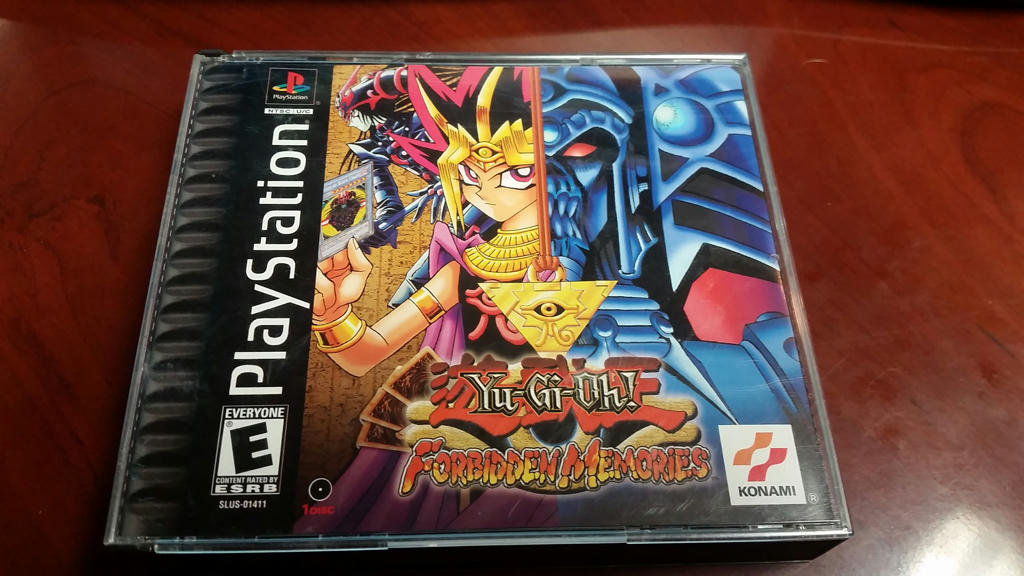 PlayStation
NTSC U/C
PlayStation
EVERYONE
E
CONTENT RATED BY
ESRB
SLUS-01411
1 DISC
Yu-Gi-Oh!
FORBIDDEN MEMORIES
KONAMI